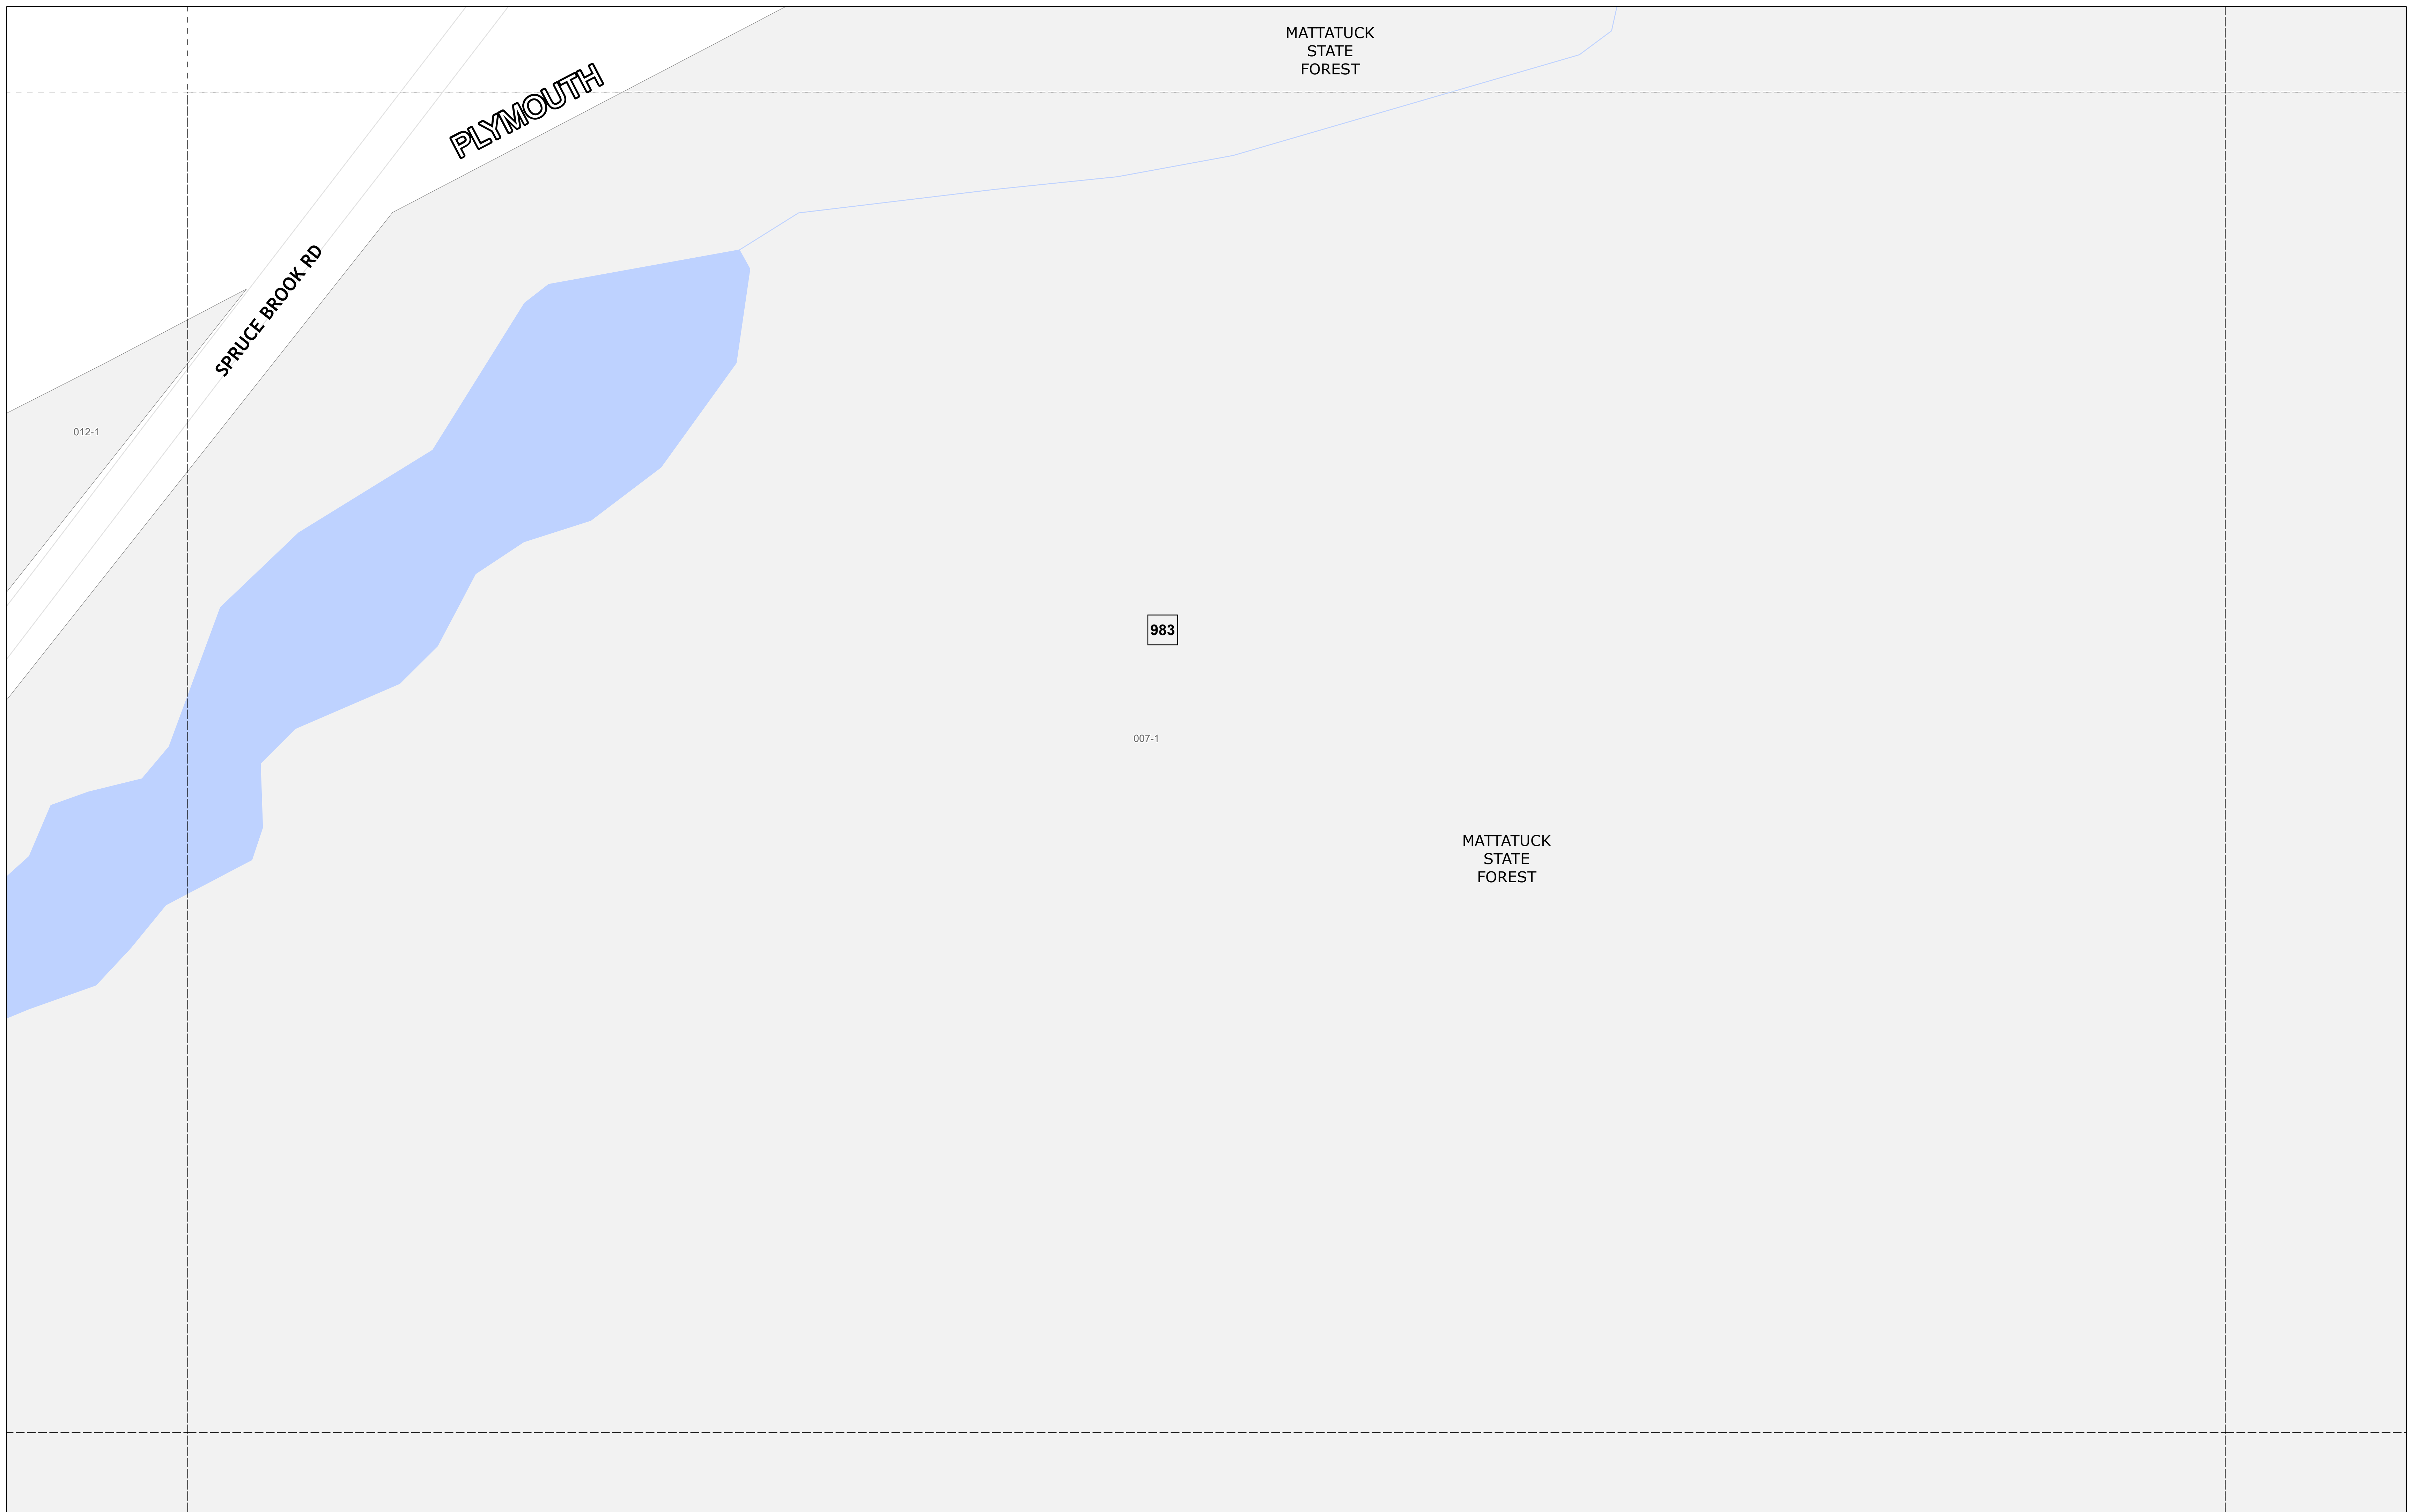 MATTATUCK
STATE
FOREST
PLYMOUTH
SPRUCE BROOK RD
012-1
983
007-1
MATTATUCK
STATE
FOREST